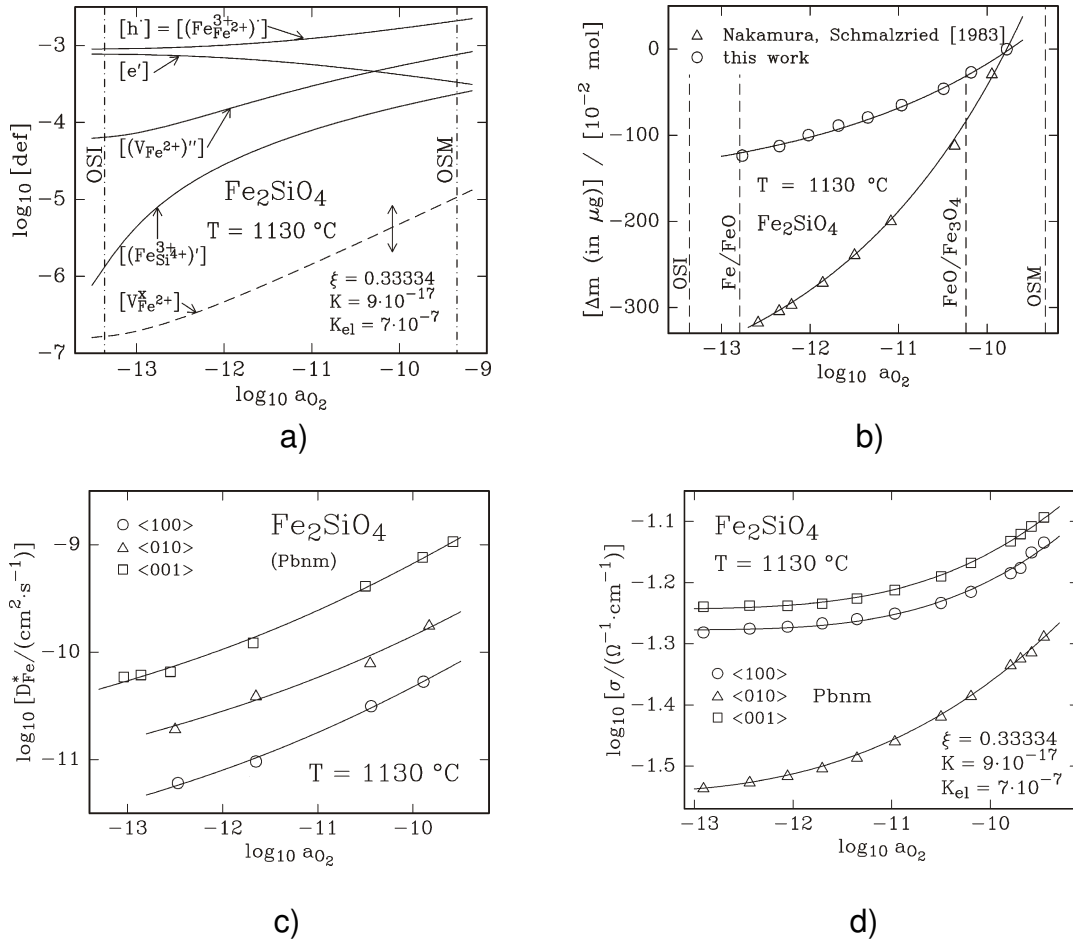 [h˙] = [(Fe³⁺Fe²⁺)˙]
[e′]
[(VFe²⁺)″]
[(Fe³⁺Si⁴⁺)′]
[VˣFe²⁺]
OSI
OSM
Fe₂SiO₄
T = 1130 °C
ξ = 0.33334
K = 9·10⁻¹⁷
Kel = 7·10⁻⁷
log₁₀ [def]
−3
−4
−5
−6
−7
−13
−12
−11
−10
−9
log₁₀ aO₂
a)
△ Nakamura, Schmalzried [1983]
○ this work
T = 1130 °C
Fe₂SiO₄
OSI
Fe/FeO
FeO/Fe₃O₄
OSM
[Δm (in μg)] / [10⁻² mol]
0
−100
−200
−300
−13
−12
−11
−10
log₁₀ aO₂
b)
○ <100>
△ <010>
□ <001>
Fe₂SiO₄
(Pbnm)
T = 1130 °C
log₁₀ [D*Fe/(cm²·s⁻¹)]
−9
−10
−11
−13
−12
−11
−10
log₁₀ aO₂
c)
Fe₂SiO₄
T = 1130 °C
○ <100>
△ <010> Pbnm
□ <001>
ξ = 0.33334
K = 9·10⁻¹⁷
Kel = 7·10⁻⁷
log₁₀ [σ/(Ω⁻¹·cm⁻¹)]
−1.1
−1.2
−1.3
−1.4
−1.5
−13
−12
−11
−10
log₁₀ aO₂
d)